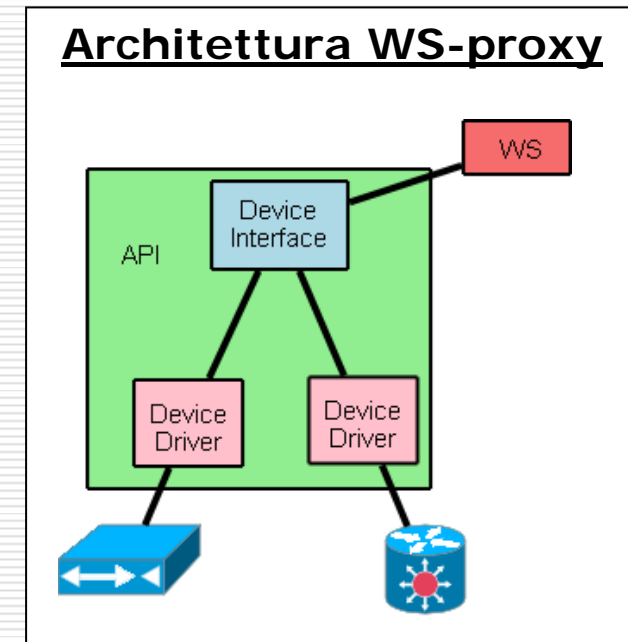 Architettura WS-proxy
WS
Device
Interface
API
Device
Driver
Device
Driver